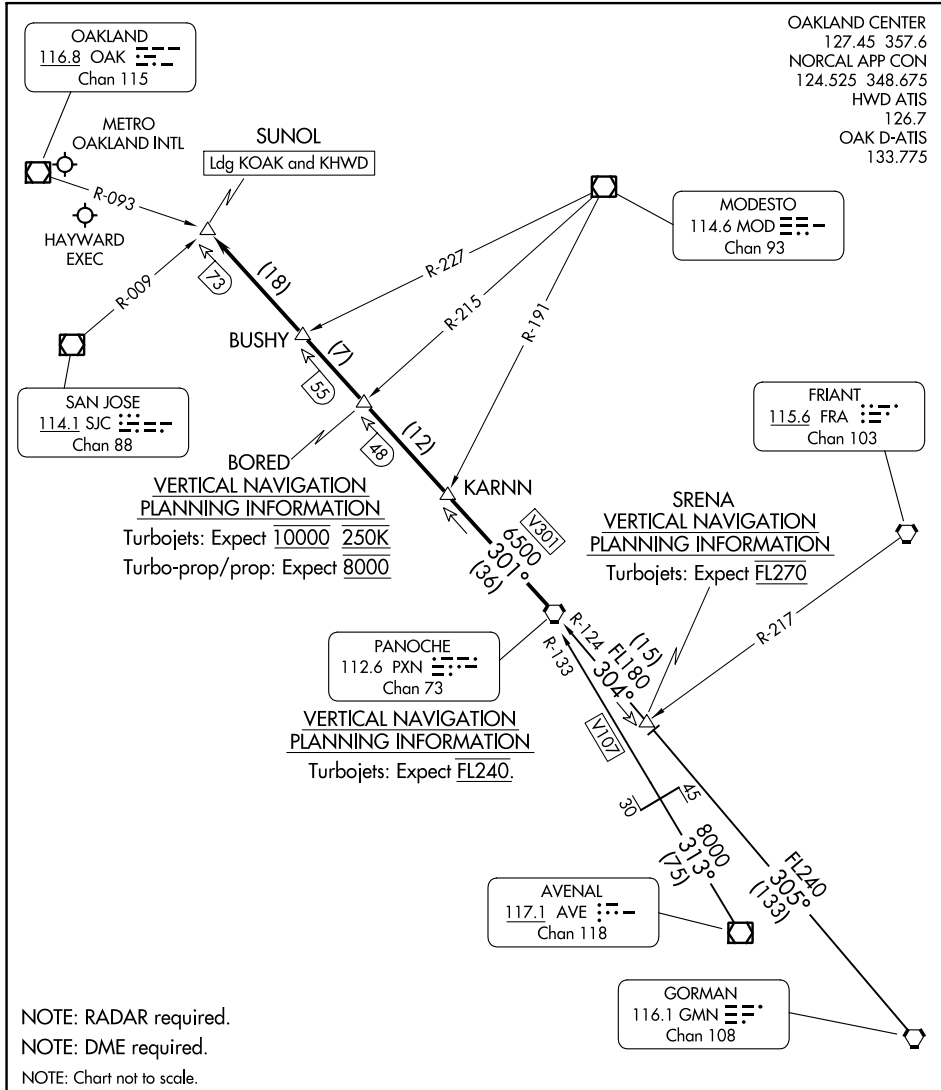 OAKLAND
116.8 OAK
Chan 115
OAKLAND CENTER
127.45 357.6
NORCAL APP CON
124.525 348.675
HWD ATIS
126.7
OAK D-ATIS
133.775
METRO
OAKLAND INTL
SUNOL
Ldg KOAK and KHWD
R-093
HAYWARD
EXEC
R-009
73
(18)
MODESTO
114.6 MOD
Chan 93
R-227
R-215
R-191
BUSHY
(7)
55
SAN JOSE
114.1 SJC
Chan 88
FRIANT
115.6 FRA
Chan 103
(12)
48
BORED
VERTICAL NAVIGATION
PLANNING INFORMATION
Turbojets: Expect 10000 250K
Turbo-prop/prop: Expect 8000
KARNN
V301
6500
301°
(36)
SRENA
VERTICAL NAVIGATION
PLANNING INFORMATION
Turbojets: Expect FL270
R-217
PANOCHE
112.6 PXN
Chan 73
R-124
R-133
(15)
FL180
304°
VERTICAL NAVIGATION
PLANNING INFORMATION
Turbojets: Expect FL240.
V107
30
45
8000
313°
(75)
FL240
305°
(133)
AVENAL
117.1 AVE
Chan 118
GORMAN
116.1 GMN
Chan 108
NOTE: RADAR required.
NOTE: DME required.
NOTE: Chart not to scale.